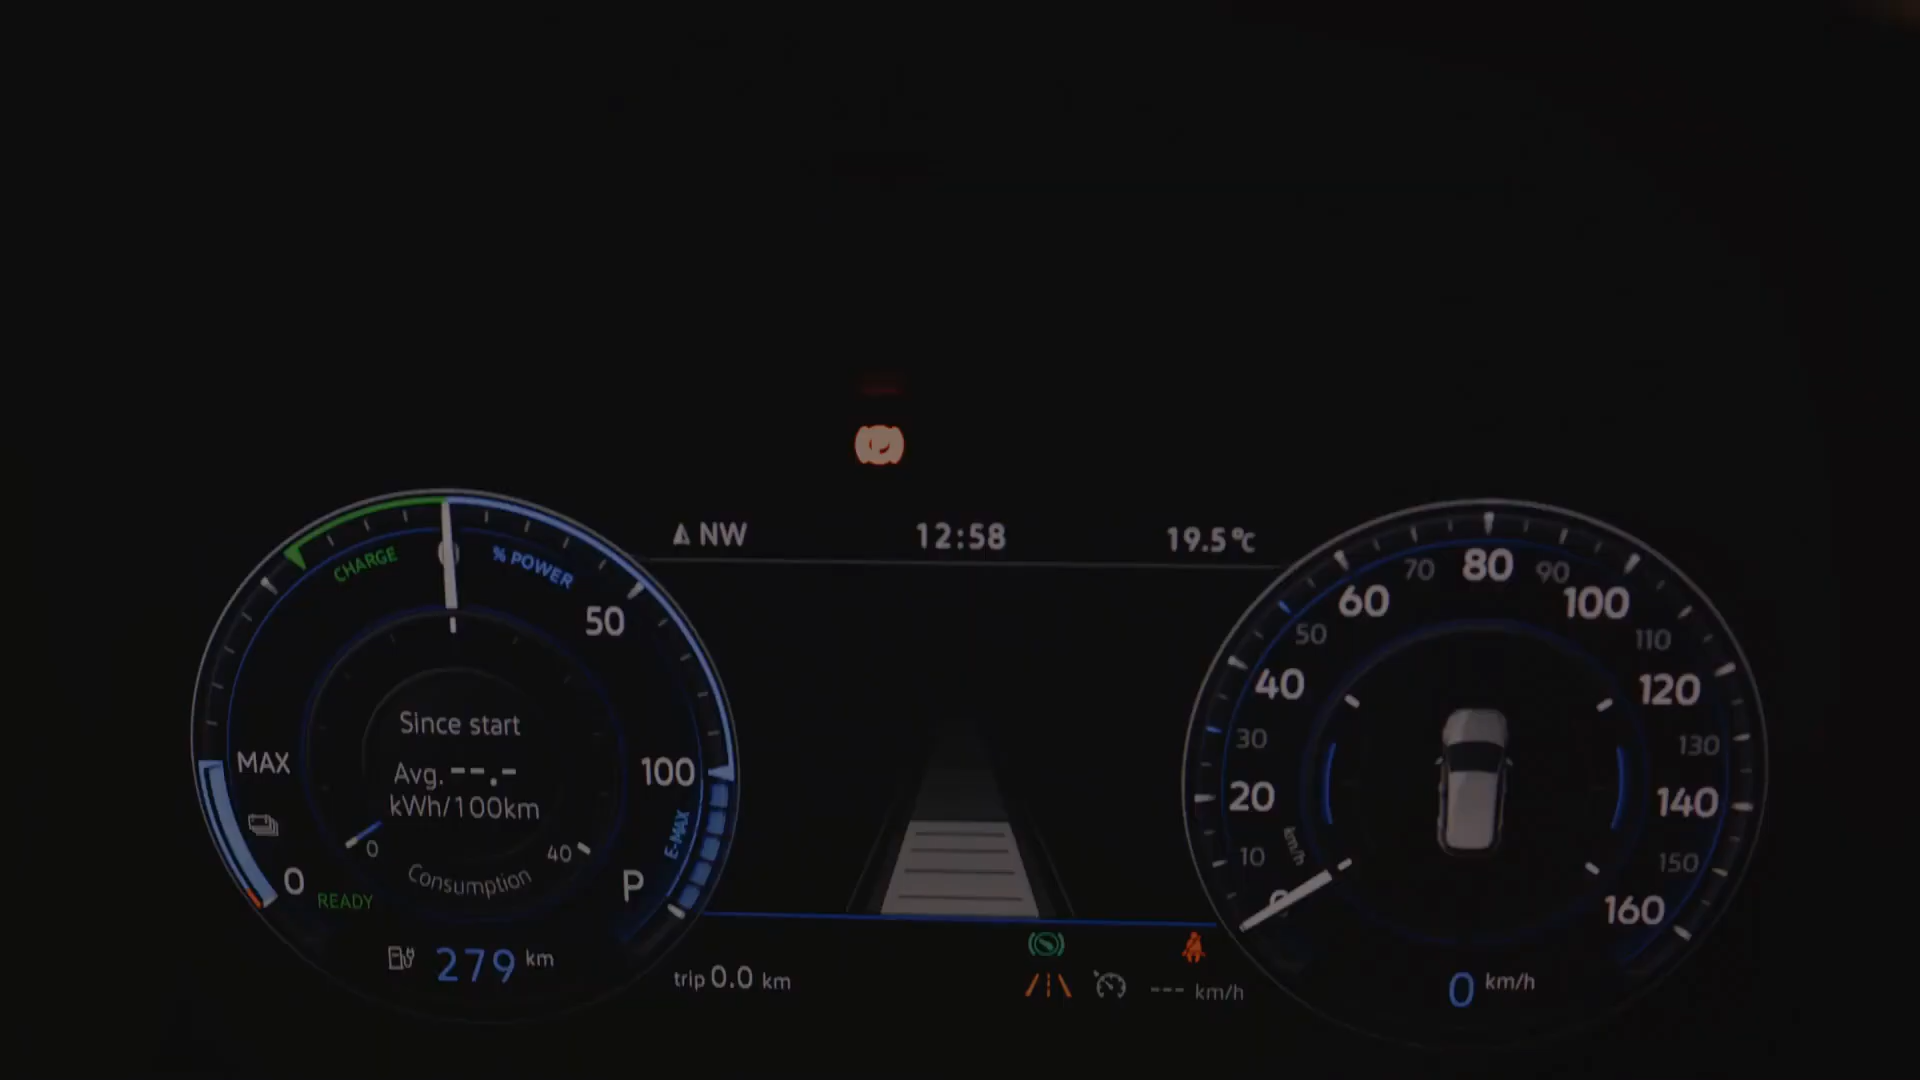 NW 12:58 19.5°C
CHARGE % POWER
50
100
MAX
0
E-MAX
P
READY
Since start
Avg. --.-
kWh/100km
0 40
Consumption
279 km
trip 0.0 km
--- km/h
10
20
30
40
50
60
70
80
90
100
110
120
130
140
150
160
km/h
0 km/h